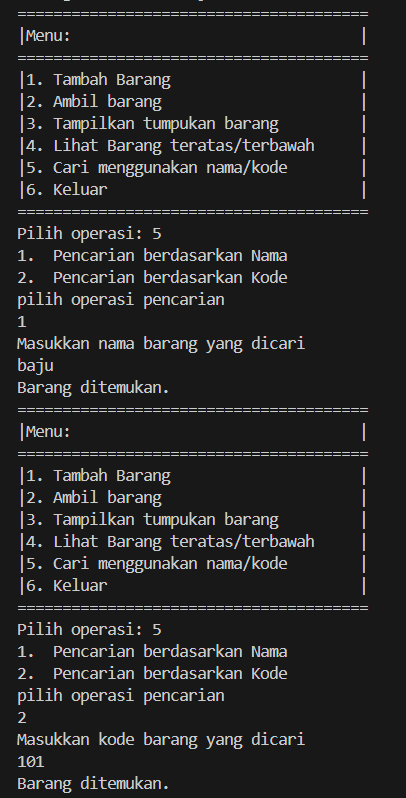 =======================================
|Menu:                                |
=======================================
|1. Tambah Barang                     |
|2. Ambil barang                      |
|3. Tampilkan tumpukan barang         |
|4. Lihat Barang teratas/terbawah     |
|5. Cari menggunakan nama/kode        |
|6. Keluar                            |
=======================================
Pilih operasi: 5
1.  Pencarian berdasarkan Nama
2.  Pencarian berdasarkan Kode
pilih operasi pencarian
1
Masukkan nama barang yang dicari
baju
Barang ditemukan.
=======================================
|Menu:                                |
=======================================
|1. Tambah Barang                     |
|2. Ambil barang                      |
|3. Tampilkan tumpukan barang         |
|4. Lihat Barang teratas/terbawah     |
|5. Cari menggunakan nama/kode        |
|6. Keluar                            |
=======================================
Pilih operasi: 5
1.  Pencarian berdasarkan Nama
2.  Pencarian berdasarkan Kode
pilih operasi pencarian
2
Masukkan kode barang yang dicari
101
Barang ditemukan.